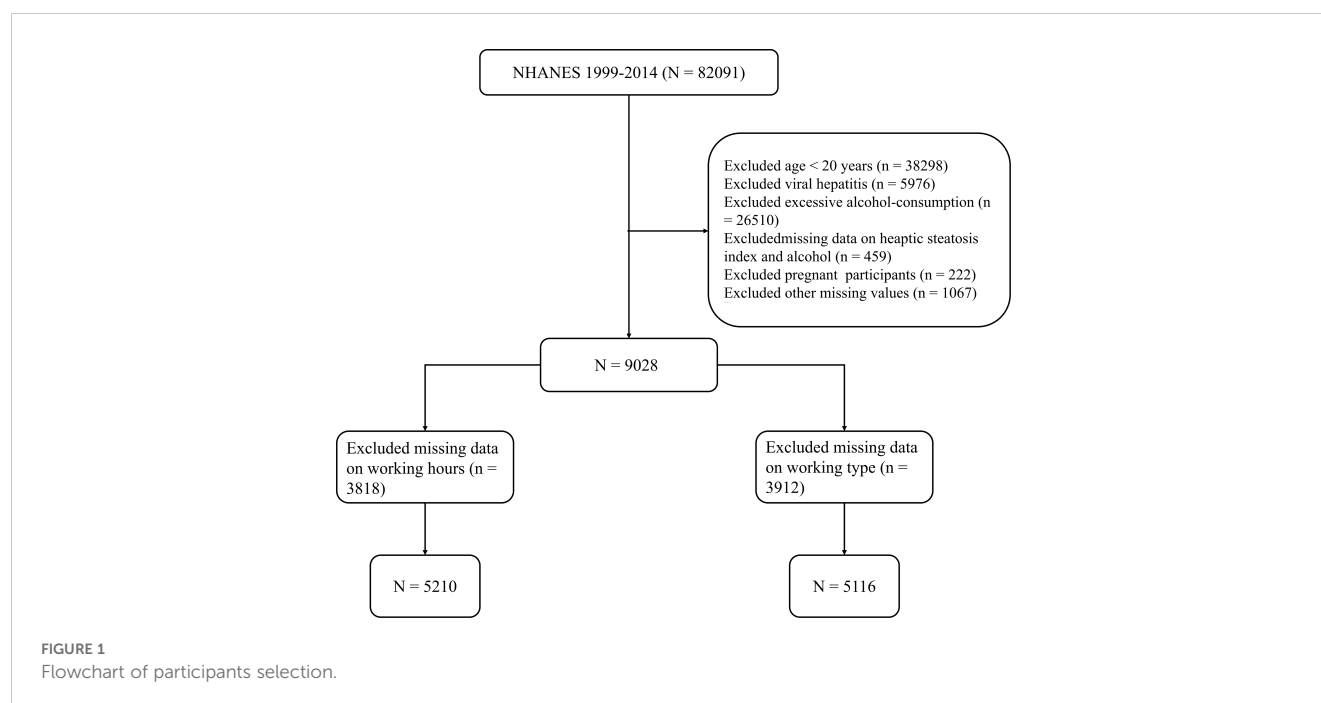 NHANES 1999-2014 (N = 82091)
Excluded age < 20 years (n = 38298)
Excluded viral hepatitis (n = 5976)
Excluded excessive alcohol-consumption (n
= 26510)
Excludedmissing data on heaptic steatosis
index and alcohol (n = 459)
Excluded pregnant participants (n = 222)
Excluded other missing values (n = 1067)
N = 9028
Excluded missing data
on working hours (n =
3818)
Excluded missing data
on working type (n =
3912)
N = 5210
N = 5116
FIGURE 1
Flowchart of participants selection.